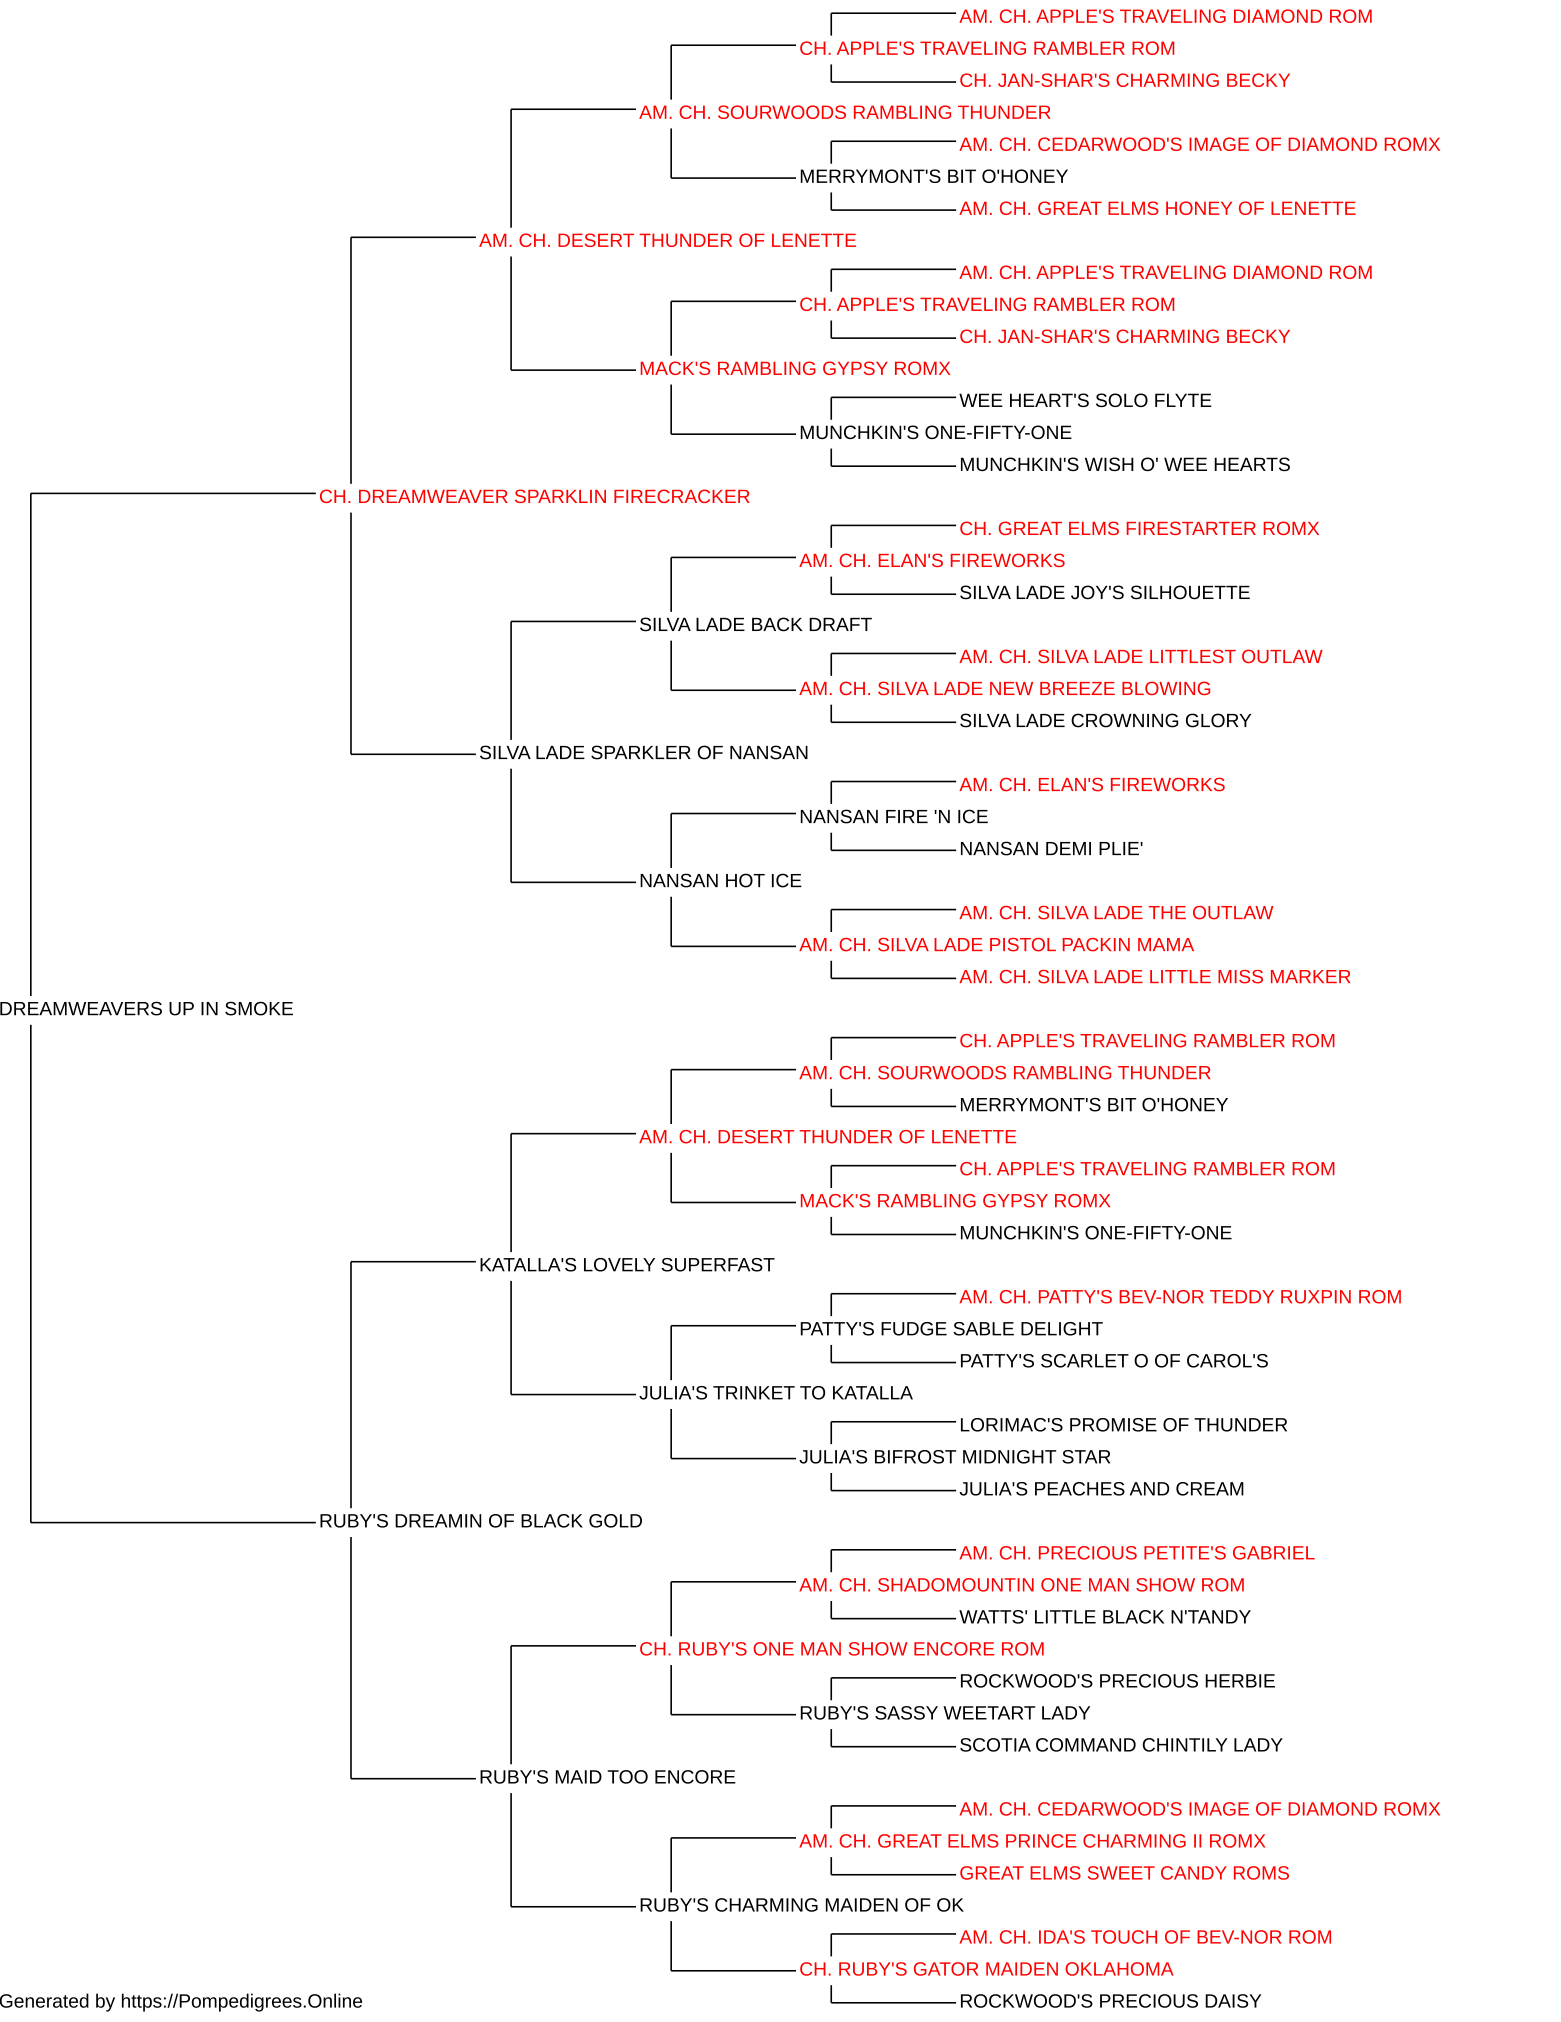 AM. CH. APPLE'S TRAVELING DIAMOND ROM
CH. APPLE'S TRAVELING RAMBLER ROM
CH. JAN-SHAR'S CHARMING BECKY
AM. CH. SOURWOODS RAMBLING THUNDER
AM. CH. CEDARWOOD'S IMAGE OF DIAMOND ROMX
MERRYMONT'S BIT O'HONEY
AM. CH. GREAT ELMS HONEY OF LENETTE
AM. CH. DESERT THUNDER OF LENETTE
AM. CH. APPLE'S TRAVELING DIAMOND ROM
CH. APPLE'S TRAVELING RAMBLER ROM
CH. JAN-SHAR'S CHARMING BECKY
MACK'S RAMBLING GYPSY ROMX
WEE HEART'S SOLO FLYTE
MUNCHKIN'S ONE-FIFTY-ONE
MUNCHKIN'S WISH O' WEE HEARTS
CH. DREAMWEAVER SPARKLIN FIRECRACKER
CH. GREAT ELMS FIRESTARTER ROMX
AM. CH. ELAN'S FIREWORKS
SILVA LADE JOY'S SILHOUETTE
SILVA LADE BACK DRAFT
AM. CH. SILVA LADE LITTLEST OUTLAW
AM. CH. SILVA LADE NEW BREEZE BLOWING
SILVA LADE CROWNING GLORY
SILVA LADE SPARKLER OF NANSAN
AM. CH. ELAN'S FIREWORKS
NANSAN FIRE 'N ICE
NANSAN DEMI PLIE'
NANSAN HOT ICE
AM. CH. SILVA LADE THE OUTLAW
AM. CH. SILVA LADE PISTOL PACKIN MAMA
AM. CH. SILVA LADE LITTLE MISS MARKER
DREAMWEAVERS UP IN SMOKE
CH. APPLE'S TRAVELING RAMBLER ROM
AM. CH. SOURWOODS RAMBLING THUNDER
MERRYMONT'S BIT O'HONEY
AM. CH. DESERT THUNDER OF LENETTE
CH. APPLE'S TRAVELING RAMBLER ROM
MACK'S RAMBLING GYPSY ROMX
MUNCHKIN'S ONE-FIFTY-ONE
KATALLA'S LOVELY SUPERFAST
AM. CH. PATTY'S BEV-NOR TEDDY RUXPIN ROM
PATTY'S FUDGE SABLE DELIGHT
PATTY'S SCARLET O OF CAROL'S
JULIA'S TRINKET TO KATALLA
LORIMAC'S PROMISE OF THUNDER
JULIA'S BIFROST MIDNIGHT STAR
JULIA'S PEACHES AND CREAM
RUBY'S DREAMIN OF BLACK GOLD
AM. CH. PRECIOUS PETITE'S GABRIEL
AM. CH. SHADOMOUNTIN ONE MAN SHOW ROM
WATTS' LITTLE BLACK N'TANDY
CH. RUBY'S ONE MAN SHOW ENCORE ROM
ROCKWOOD'S PRECIOUS HERBIE
RUBY'S SASSY WEETART LADY
SCOTIA COMMAND CHINTILY LADY
RUBY'S MAID TOO ENCORE
AM. CH. CEDARWOOD'S IMAGE OF DIAMOND ROMX
AM. CH. GREAT ELMS PRINCE CHARMING II ROMX
GREAT ELMS SWEET CANDY ROMS
RUBY'S CHARMING MAIDEN OF OK
AM. CH. IDA'S TOUCH OF BEV-NOR ROM
CH. RUBY'S GATOR MAIDEN OKLAHOMA
ROCKWOOD'S PRECIOUS DAISY
Generated by https://Pompedigrees.Online